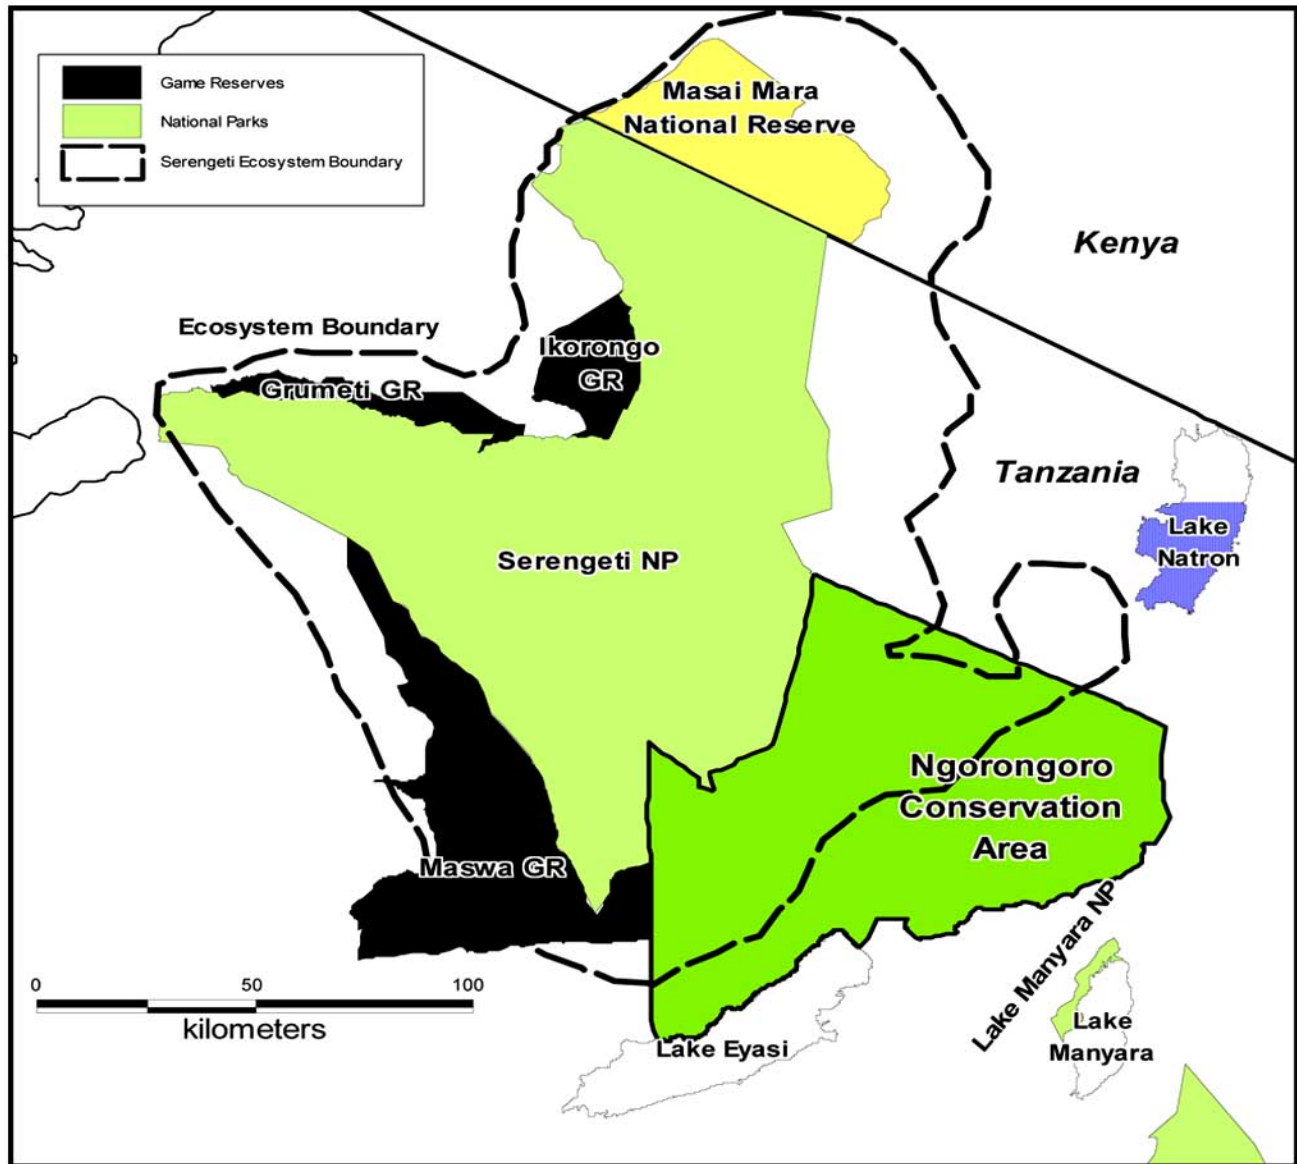 Game Reserves
National Parks
Serengeti Ecosystem Boundary
Masai Mara
National Reserve
Kenya
Ecosystem Boundary
Ikorongo
GR
Grumeti GR
Tanzania
Lake
Natron
Serengeti NP
Ngorongoro
Conservation
Area
Maswa GR
Lake Manyara NP
0 50 100
kilometers
Lake Eyasi
Lake
Manyara